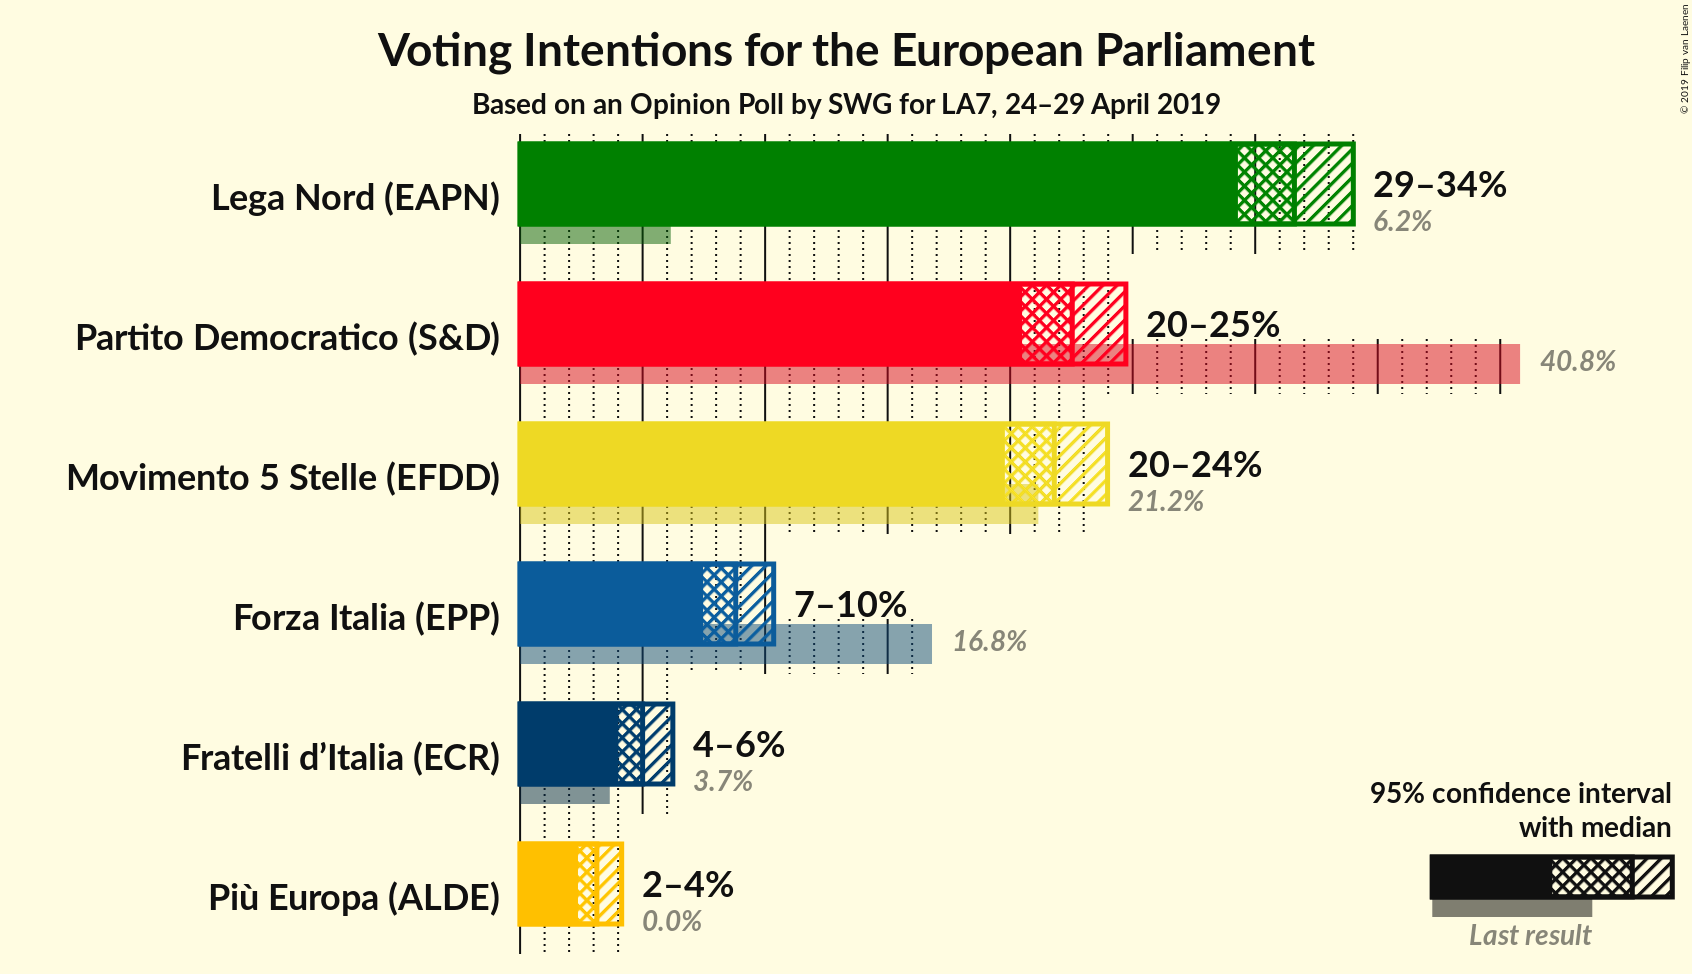 Voting Intentions for the European Parliament
Based on an Opinion Poll by SWG for LA7, 24–29 April 2019
© 2019 Filip van Laenen
Lega Nord (EAPN)
29–34%
6.2%
Partito Democratico (S&D)
20–25%
40.8%
Movimento 5 Stelle (EFDD)
20–24%
21.2%
Forza Italia (EPP)
7–10%
16.8%
Fratelli d’Italia (ECR)
4–6%
3.7%
Più Europa (ALDE)
2–4%
0.0%
95% confidence interval
with median
Last result